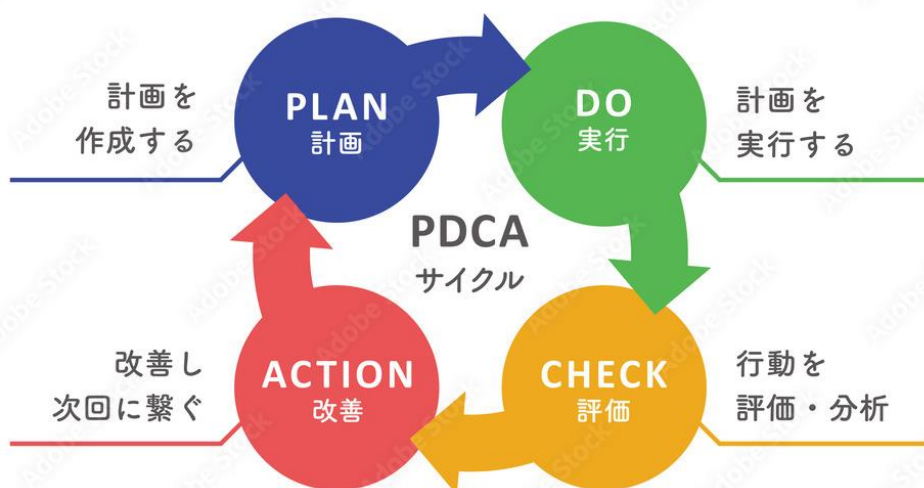 計画を
作成する
PLAN
計画
DO
実行
計画を
実行する
PDCA
サイクル
改善し
次回に繋ぐ
ACTION
改善
CHECK
評価
行動を
評価・分析
Adobe Stock